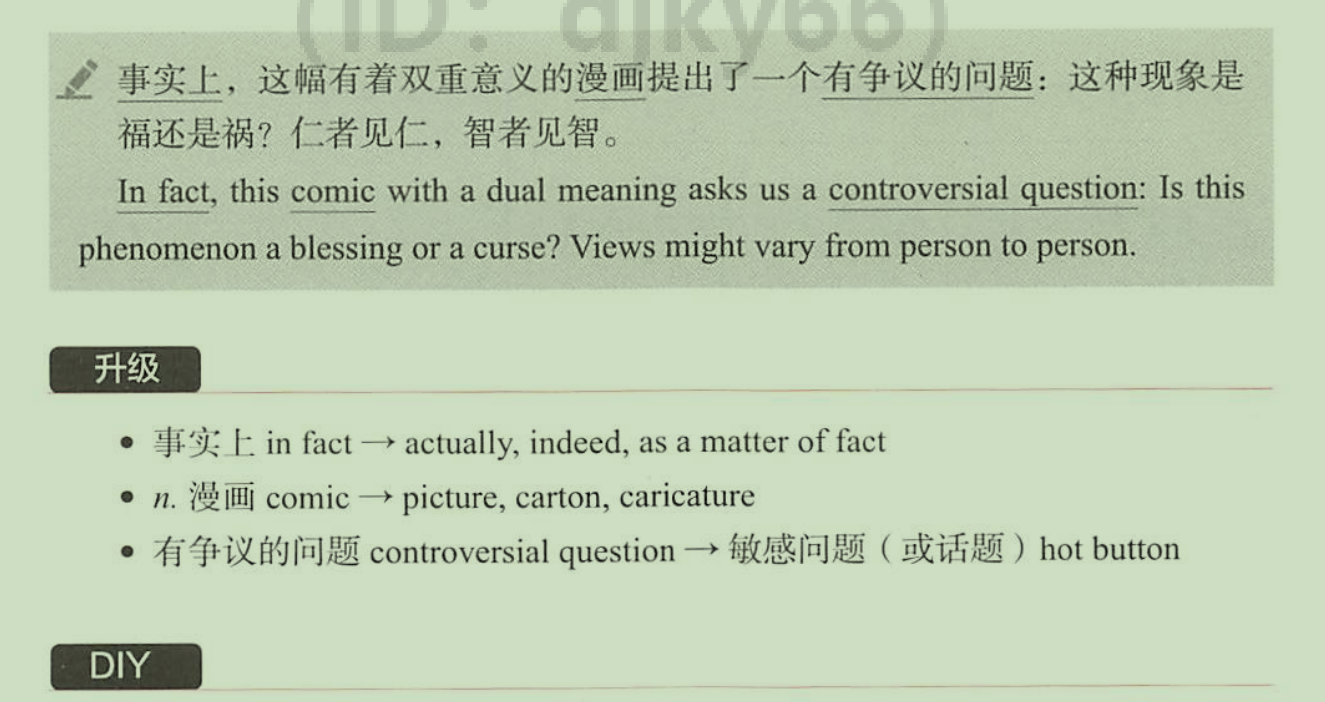 (ID: djky66)
事实上，这幅有着双重意义的漫画提出了一个有争议的问题：这种现象是
福还是祸？仁者见仁，智者见智。
In fact, this comic with a dual meaning asks us a controversial question: Is this
phenomenon a blessing or a curse? Views might vary from person to person.
升级
• 事实上 in fact → actually, indeed, as a matter of fact
• n. 漫画 comic → picture, carton, caricature
• 有争议的问题 controversial question → 敏感问题（或话题）hot button
DIY